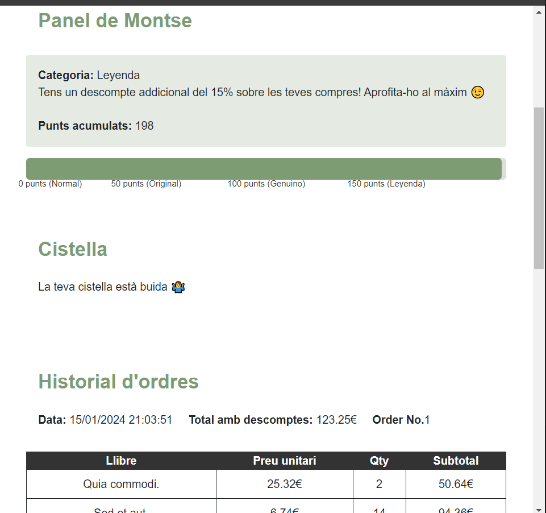 Panel de Montse
Categoria: Leyenda
Tens un descompte addicional del 15% sobre les teves compres! Aprofita-ho al màxim 😉
Punts acumulats: 198
0 punts (Normal) 50 punts (Original) 100 punts (Genuino) 150 punts (Leyenda)
Cistella
La teva cistella està buida 🤷
Historial d'ordres
Data: 15/01/2024 21:03:51 Total amb descomptes: 123.25€ Order No.1
Llibre Preu unitari Qty Subtotal
Quia commodi. 25.32€ 2 50.64€
Sed et aut. 6.74€ 14 94.36€